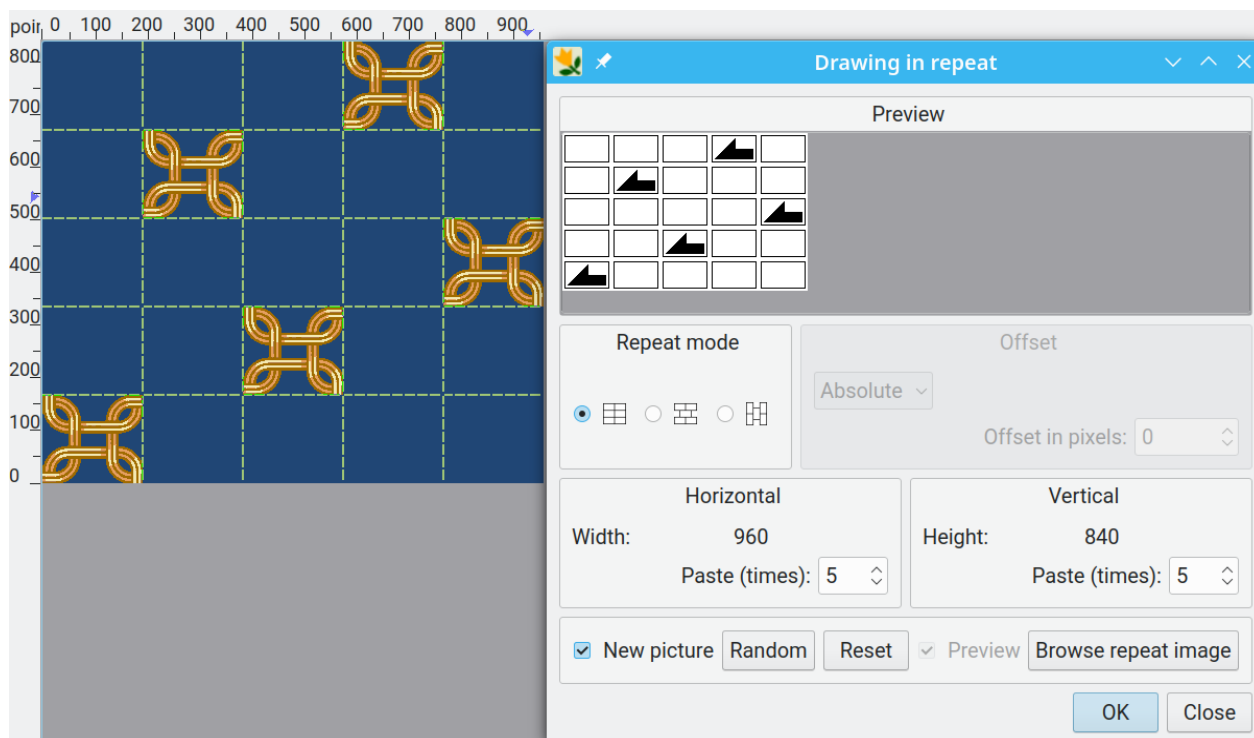 poir 0 100 200 300 400 500 600 700 800 900
800
700
600
500
400
300
200
100
0
Drawing in repeat
Preview
Repeat mode
Offset
Absolute
Offset in pixels: 0
Horizontal
Vertical
Width: 960
Height: 840
Paste (times): 5
Paste (times): 5
New picture Random Reset Preview Browse repeat image
OK Close